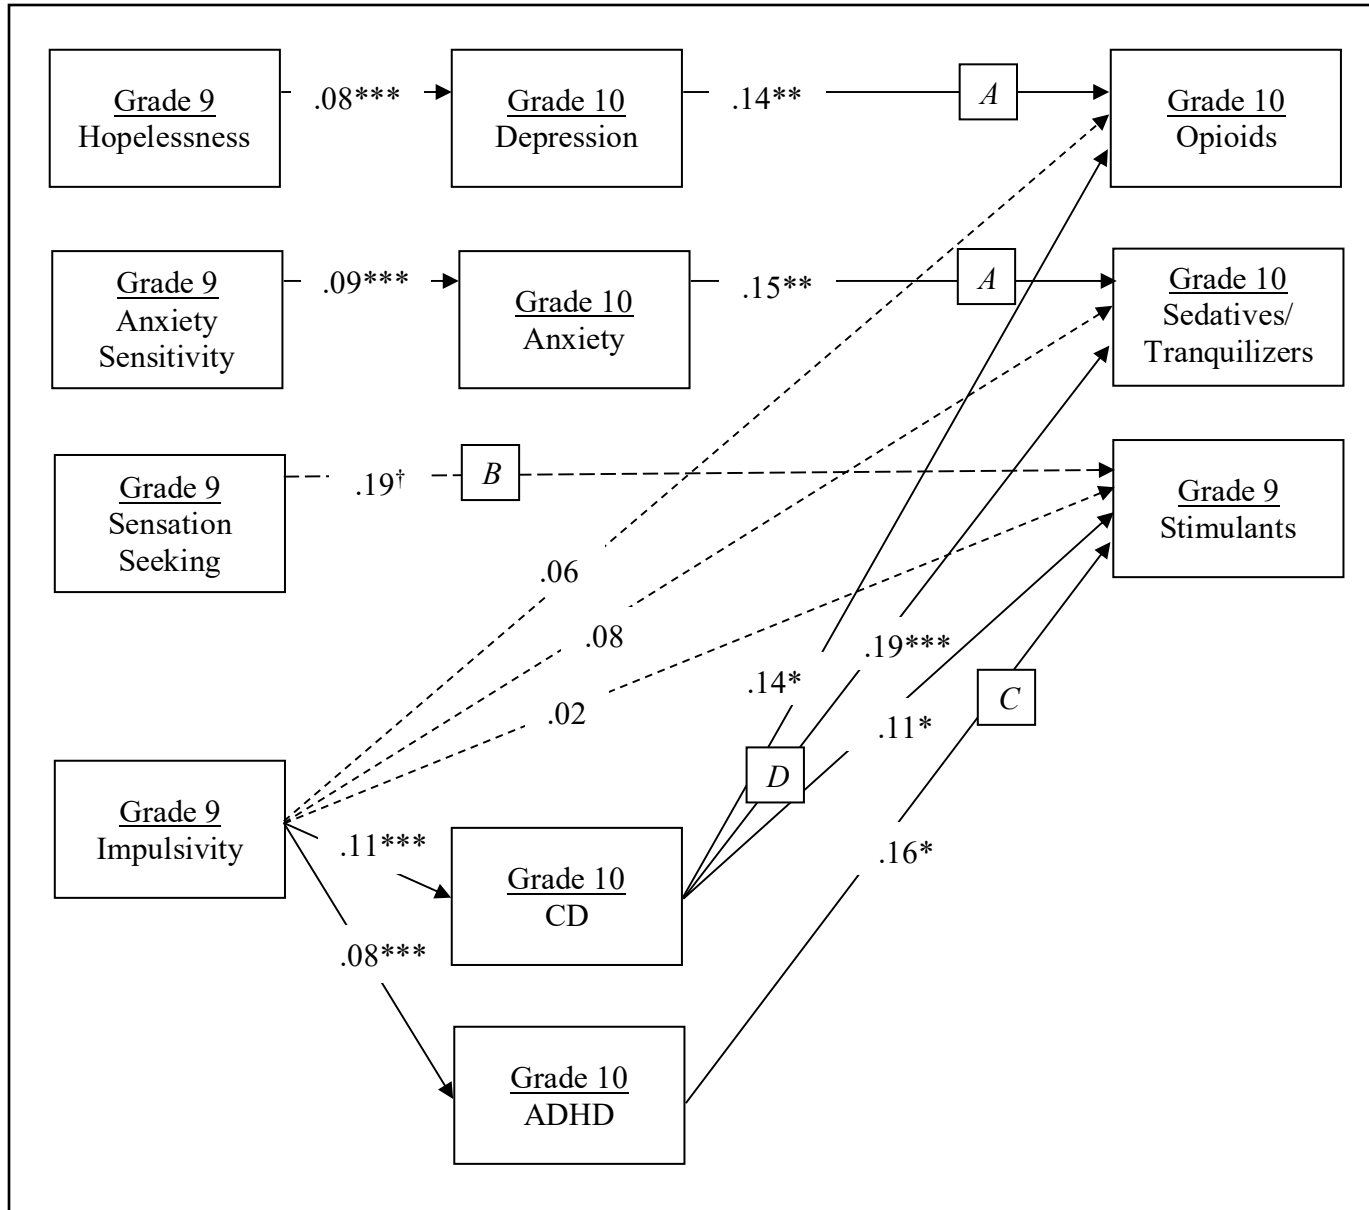 Grade 9
Hopelessness
.08***
Grade 10
Depression
.14**
A
Grade 10
Opioids
Grade 9
Anxiety
Sensitivity
.09***
Grade 10
Anxiety
.15**
A
Grade 10
Sedatives/
Tranquilizers
Grade 9
Sensation
Seeking
.19†
B
Grade 9
Stimulants
.06
.08
.02
.14*
.19***
.11*
C
D
.16*
Grade 9
Impulsivity
.11***
.08***
Grade 10
CD
Grade 10
ADHD